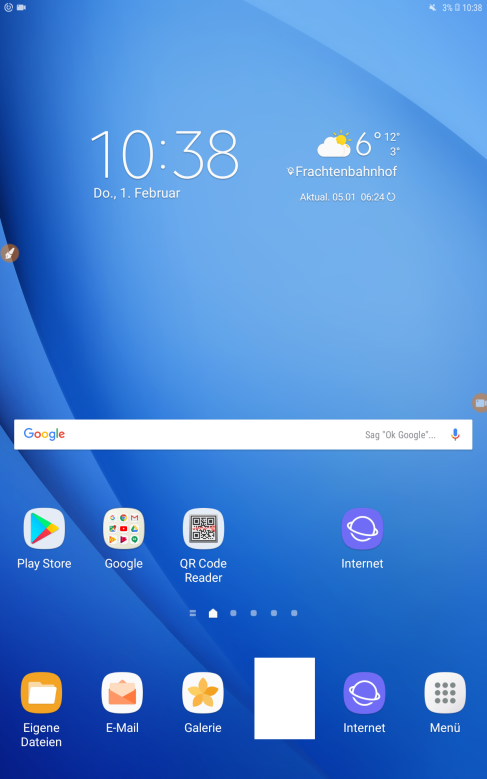 3% 10:38
10:38
Do., 1. Februar
6° 12°
3°
Frachtenbahnhof
Aktual. 05.01 06:24
Google
Sag "Ok Google"...
Play Store
Google
QR Code
Reader
Internet
Eigene
Dateien
E-Mail
Galerie
Internet
Menü